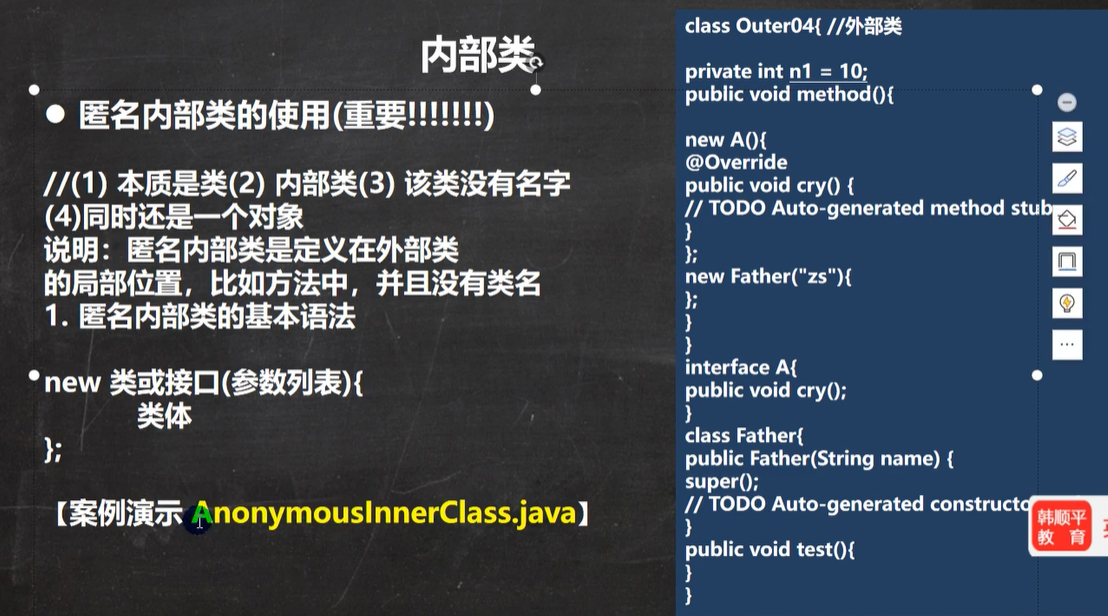 内部类
● 匿名内部类的使用(重要!!!!!!!)
//(1) 本质是类(2) 内部类(3) 该类没有名字
(4)同时还是一个对象
说明：匿名内部类是定义在外部类
的局部位置，比如方法中，并且没有类名
1. 匿名内部类的基本语法
new 类或接口(参数列表){
类体
};
【案例演示 AnonymousInnerClass.java】
class Outer04{ //外部类
private int n1 = 10;
public void method(){
new A(){
@Override
public void cry() {
// TODO Auto-generated method stub
}
};
new Father("zs"){
};
}
}
interface A{
public void cry();
}
class Father{
public Father(String name) {
super();
// TODO Auto-generated constructo
}
public void test(){
}
}
韩顺平
教 育